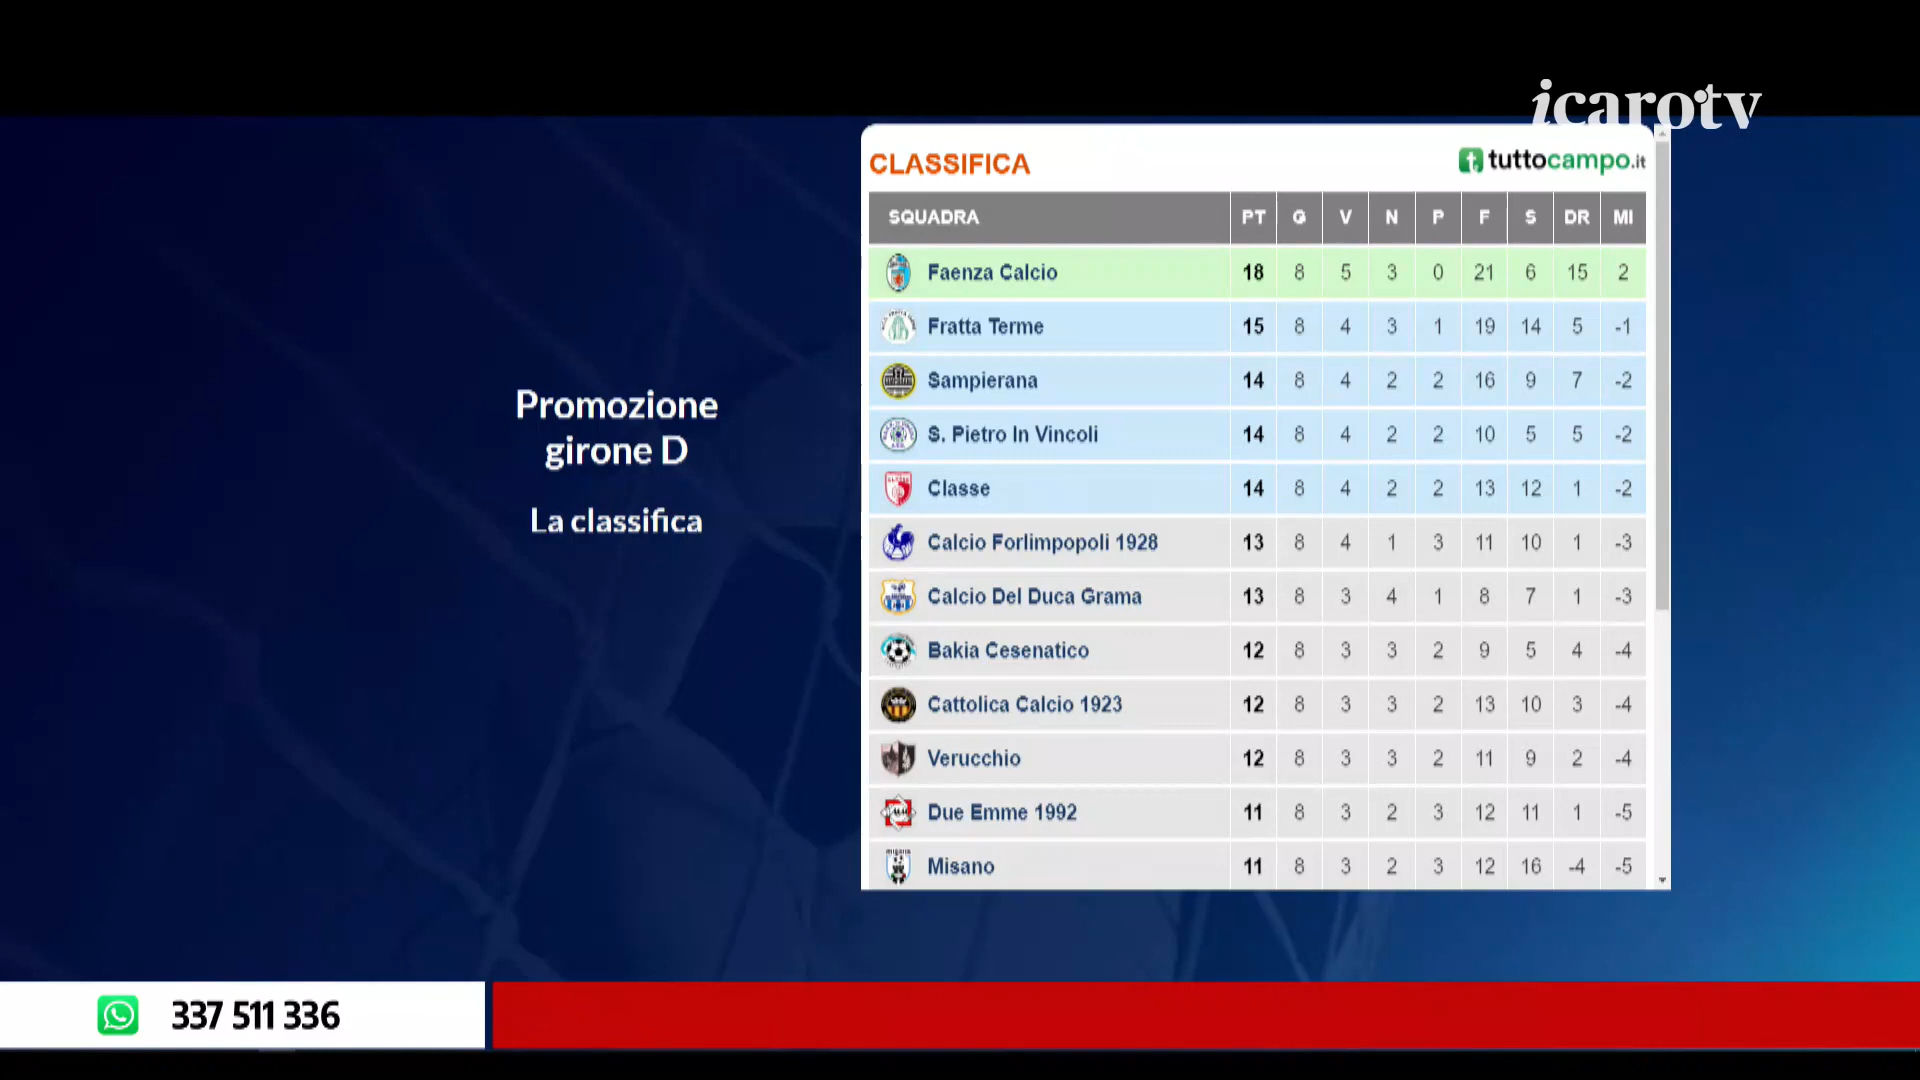 icarotv
CLASSIFICA
tuttocampo.it
SQUADRA PT G V N P F S DR MI
Faenza Calcio 18 8 5 3 0 21 6 15 2
Fratta Terme 15 8 4 3 1 19 14 5 -1
Sampierana 14 8 4 2 2 16 9 7 -2
S. Pietro In Vincoli 14 8 4 2 2 10 5 5 -2
Classe 14 8 4 2 2 13 12 1 -2
Calcio Forlimpopoli 1928 13 8 4 1 3 11 10 1 -3
Calcio Del Duca Grama 13 8 3 4 1 8 7 1 -3
Bakia Cesenatico 12 8 3 3 2 9 5 4 -4
Cattolica Calcio 1923 12 8 3 3 2 13 10 3 -4
Verucchio 12 8 3 3 2 11 9 2 -4
Due Emme 1992 11 8 3 2 3 12 11 1 -5
Misano 11 8 3 2 3 12 16 -4 -5
Promozione
girone D
La classifica
337 511 336